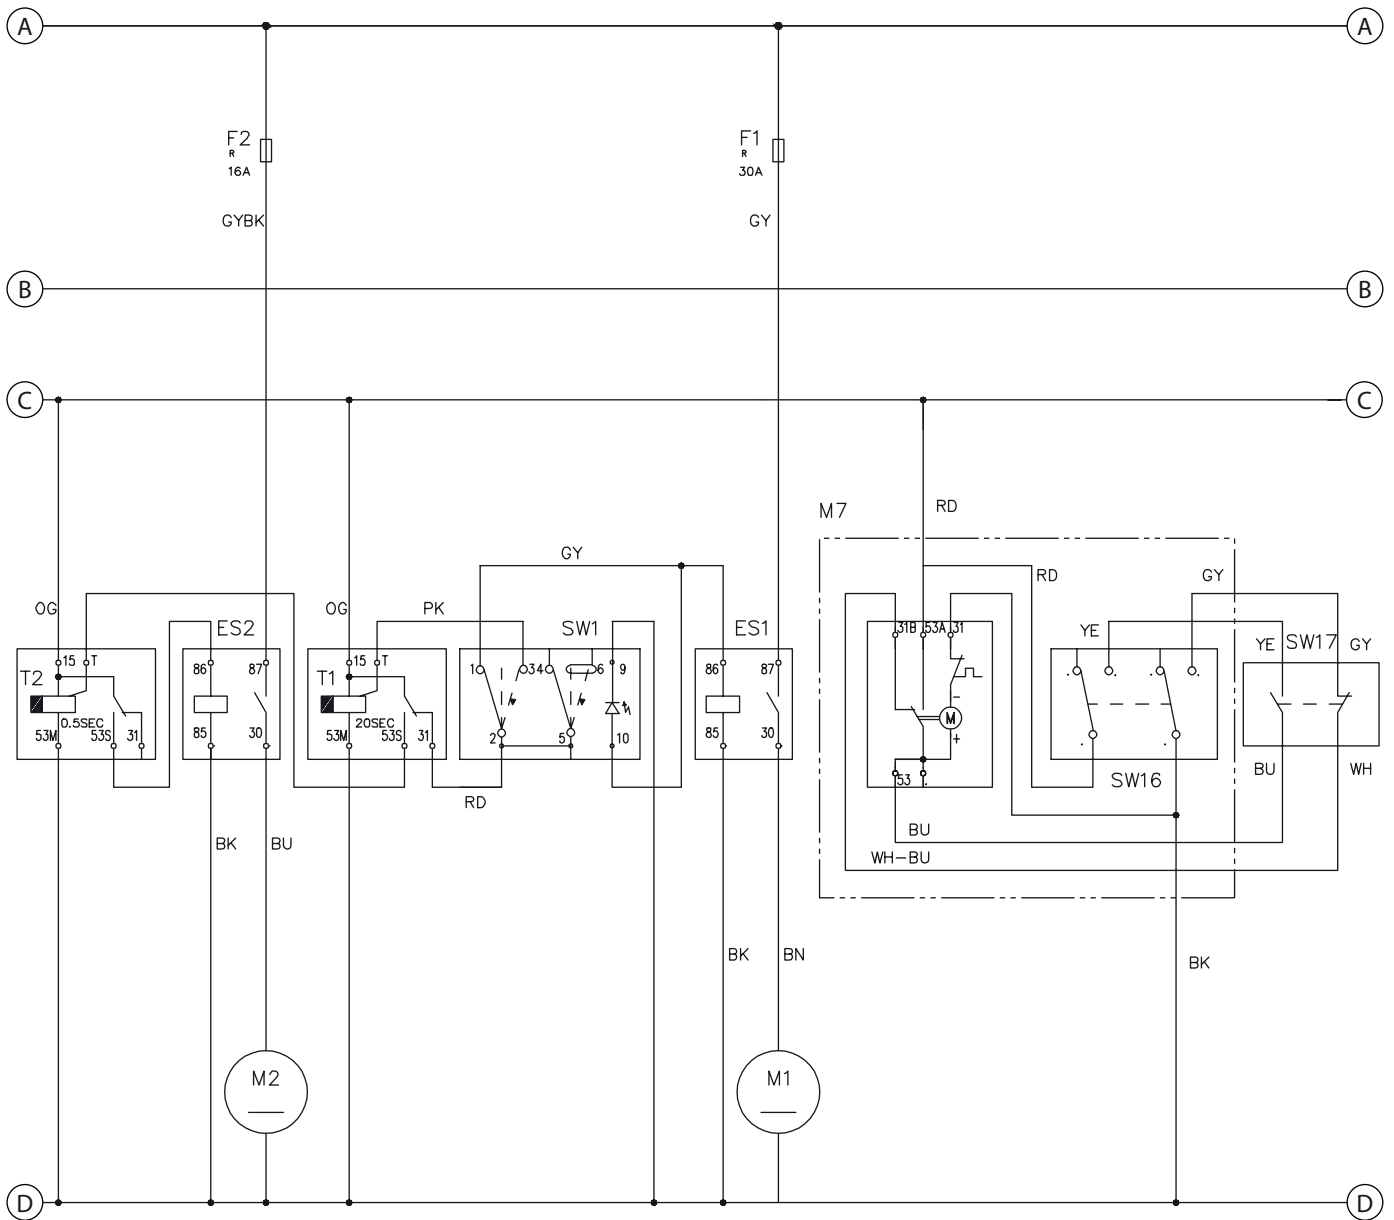 A A
F2 F1
R R
16A 30A
GYBK GY
B B
C C
M7 RD
GY RD GY
OG OG PK SW1 ES2 ES1 31B 53A 31 YE YE SW17 GY
15 T 86 87 15 T 1 3 4 6 9 86 87
T2 T1
0.5SEC 20SEC M
53M 53S 31 85 30 53M 53S 31 2 5 10 85 30
53 SW16 BU WH
RD
BK BU BU
WH-BU
BK BN BK
M2 M1
D D